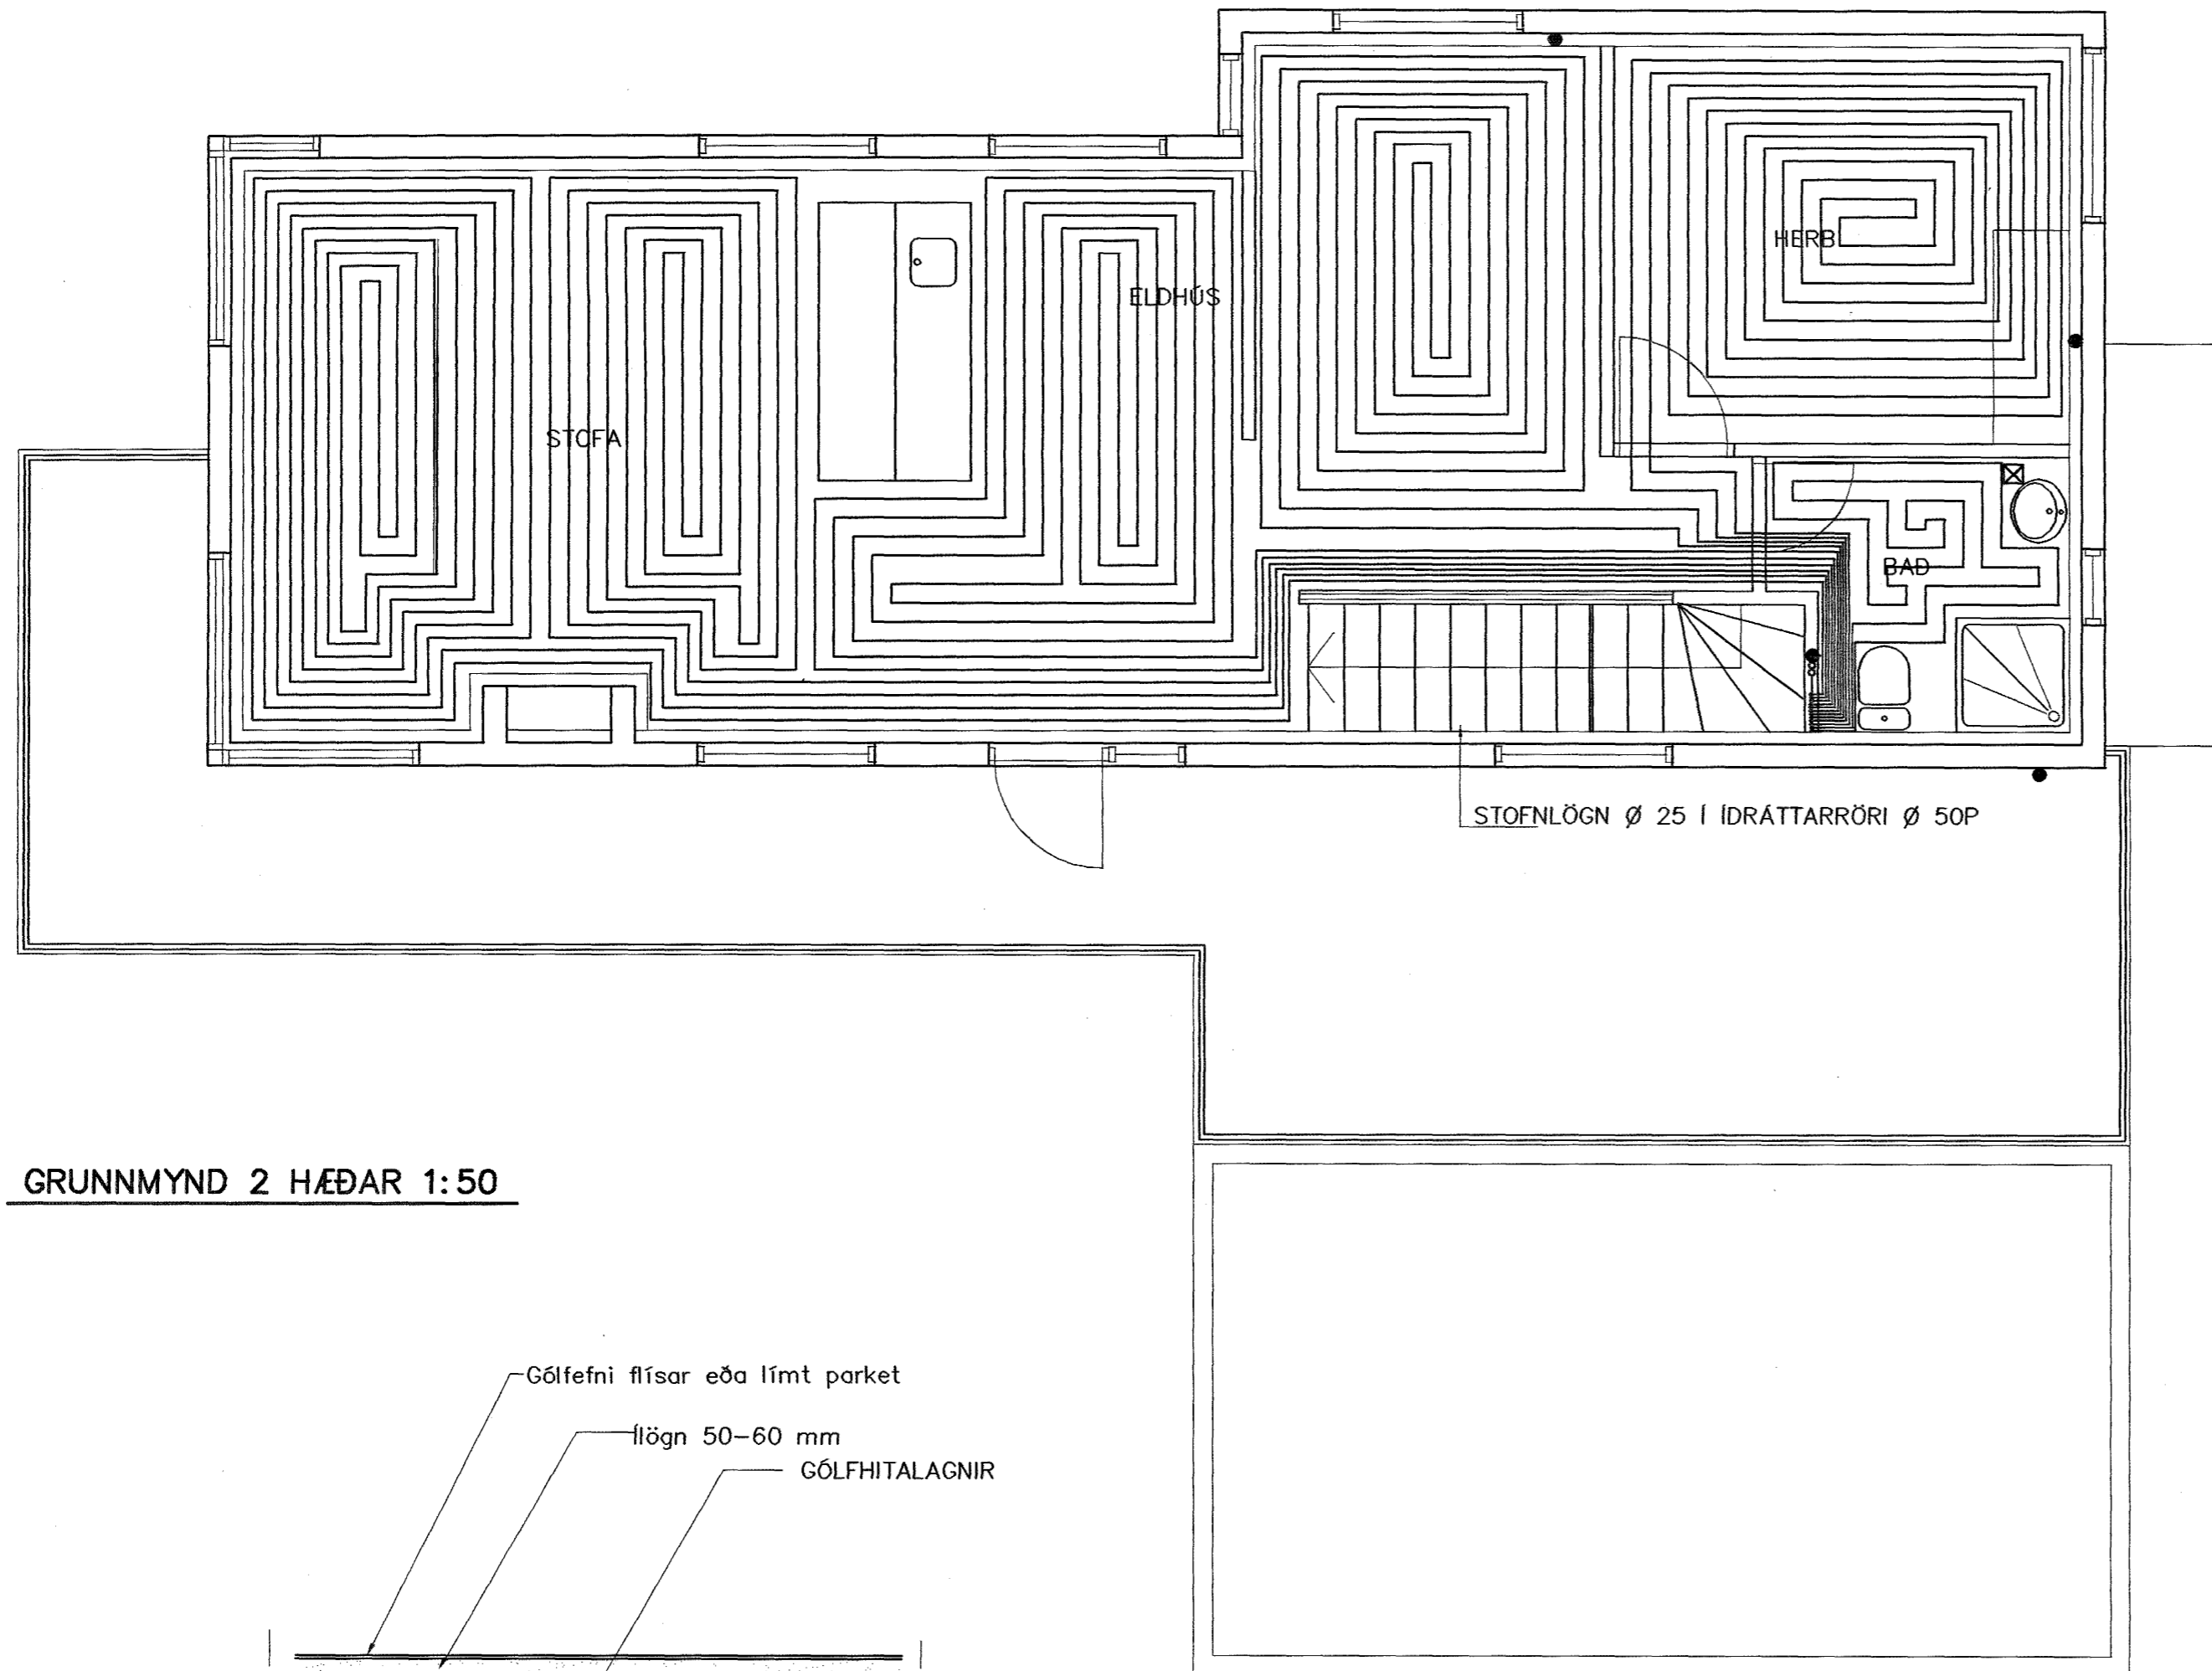 HERB
ELDHÚS
STOFA
BAÐ
STOFNLÖGN Ø 25 Í ÍDRÁTTARRÖRI Ø 50P
GRUNNMYND 2 HÆÐAR 1:50
Gólfefni flísar eða límt parket
Ílögn 50-60 mm
GÓLFHITALAGNIR